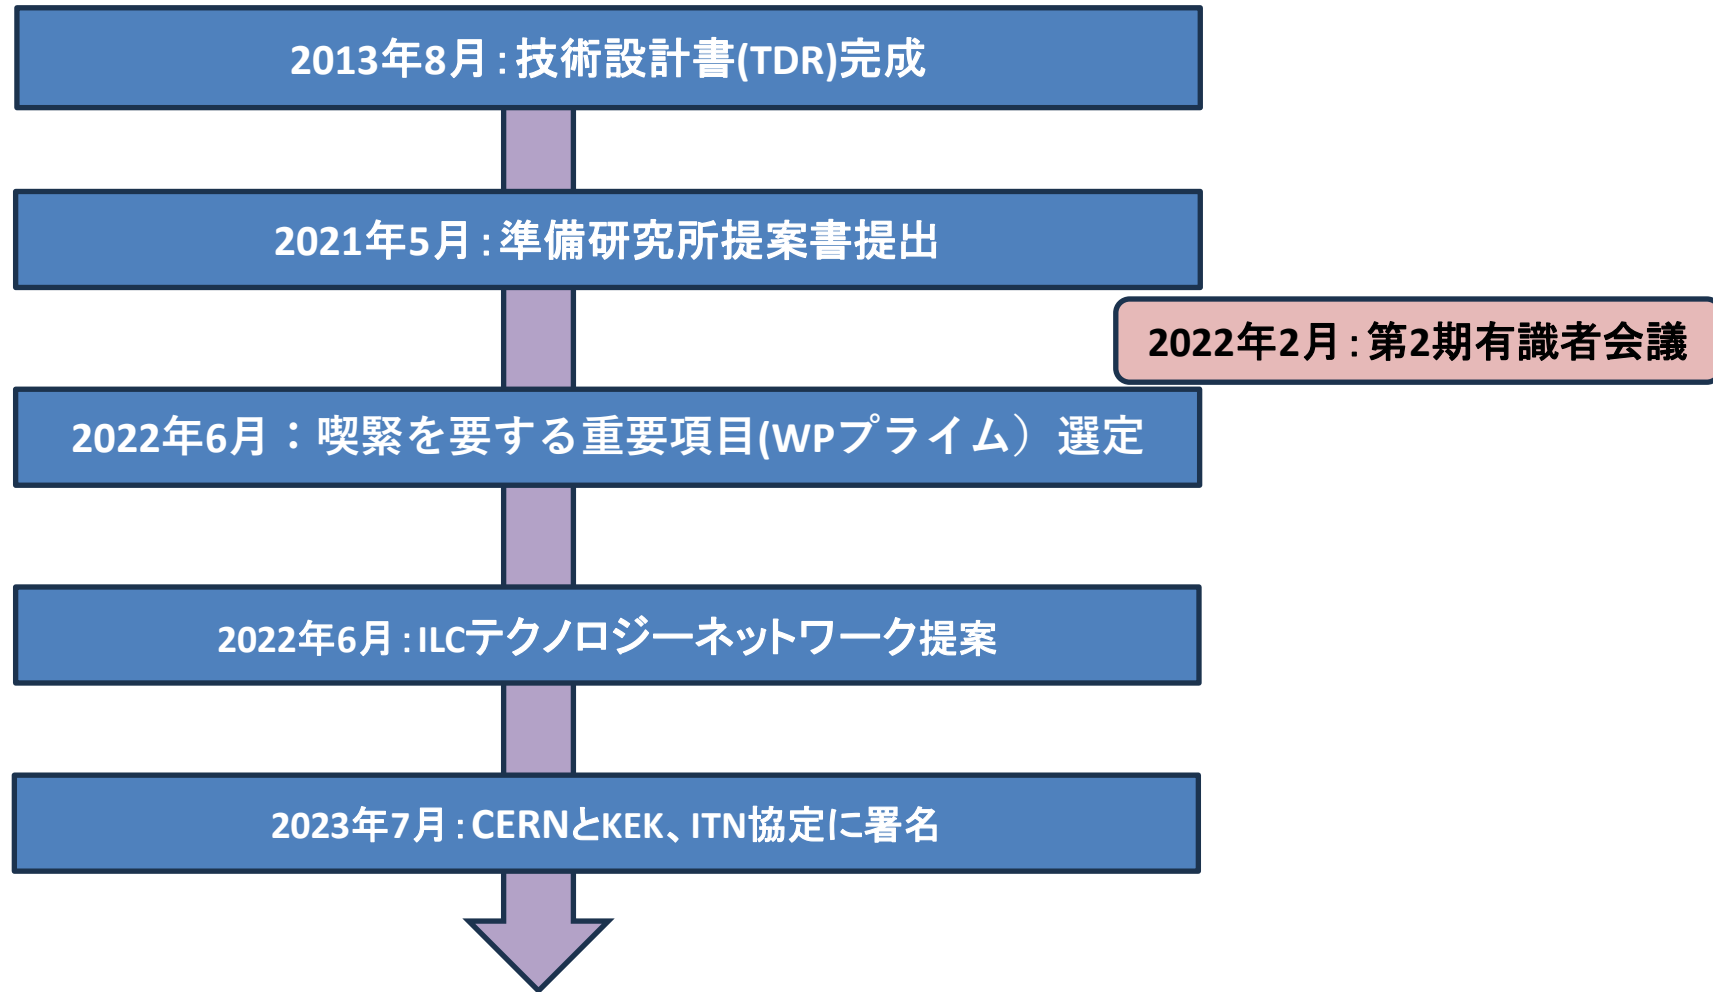 2013年8月：技術設計書(TDR)完成
2021年5月：準備研究所提案書提出
2022年2月：第2期有識者会議
2022年6月：喫緊を要する重要項目(WPプライム）選定
2022年6月：ILCテクノロジーネットワーク提案
2023年7月：CERNとKEK、ITN協定に署名